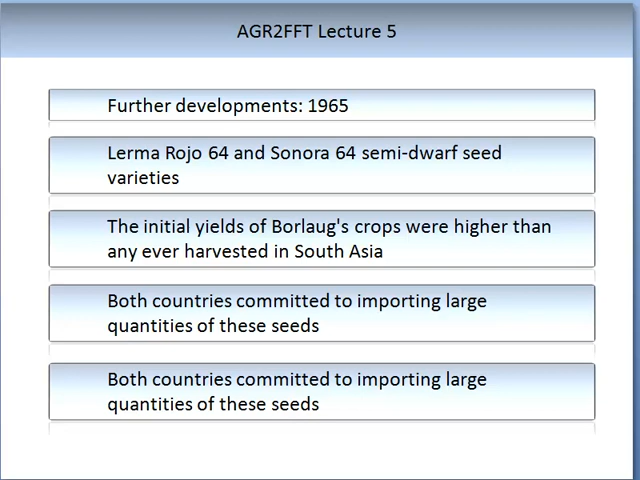 AGR2FFT Lecture 5
Further developments: 1965
Lerma Rojo 64 and Sonora 64 semi-dwarf seed
varieties
The initial yields of Borlaug's crops were higher than
any ever harvested in South Asia
Both countries committed to importing large
quantities of these seeds
Both countries committed to importing large
quantities of these seeds